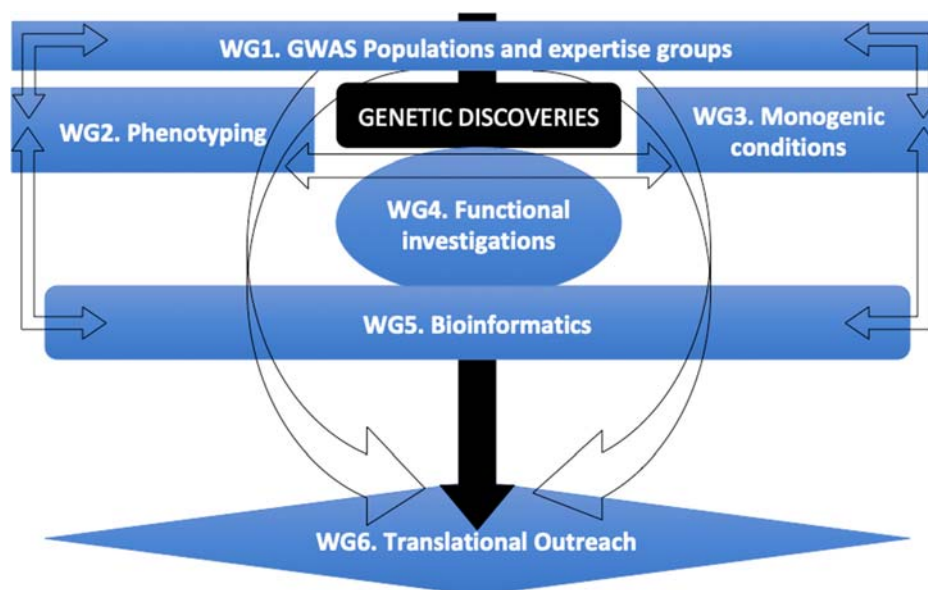 WG1. GWAS Populations and expertise groups
WG2. Phenotyping
GENETIC DISCOVERIES
WG3. Monogenic
conditions
WG4. Functional
investigations
WG5. Bioinformatics
WG6. Translational Outreach